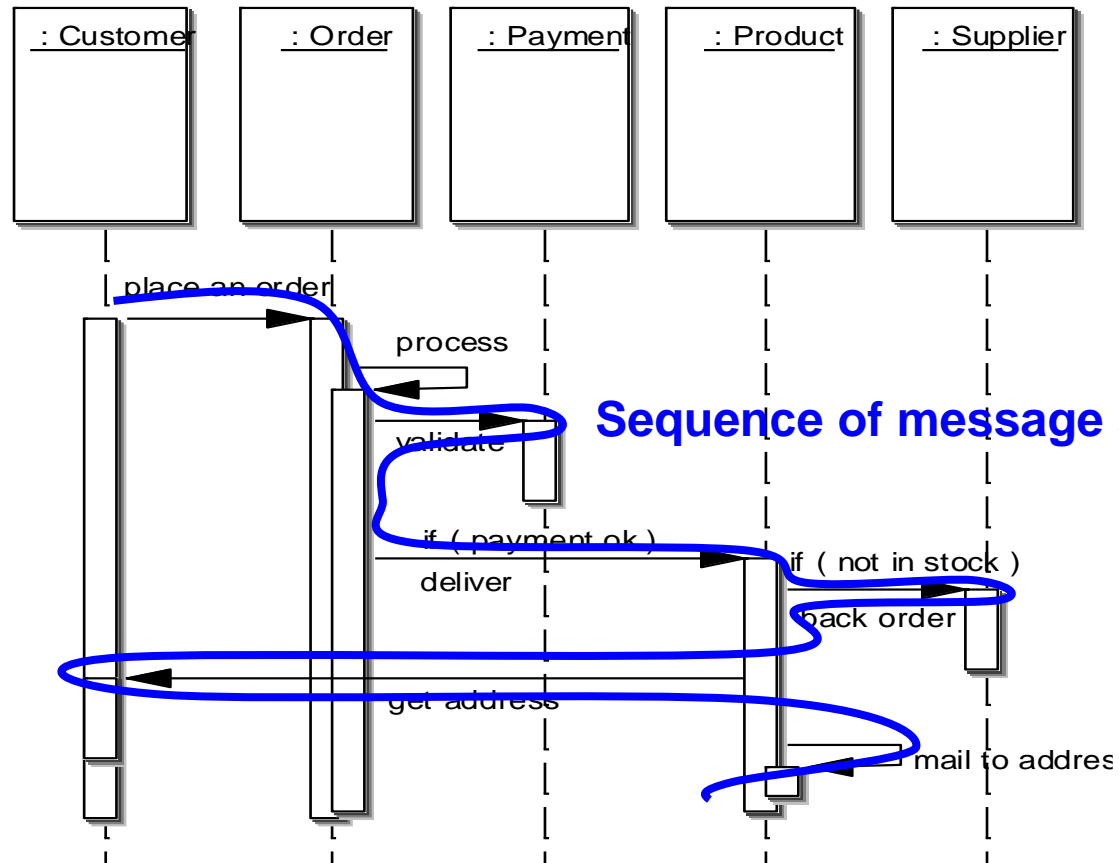 : Customer
: Order
: Payment
: Product
: Supplier
place an order
process
Sequence of message
validate
if ( payment ok )
deliver
if ( not in stock )
back order
get address
mail to addres